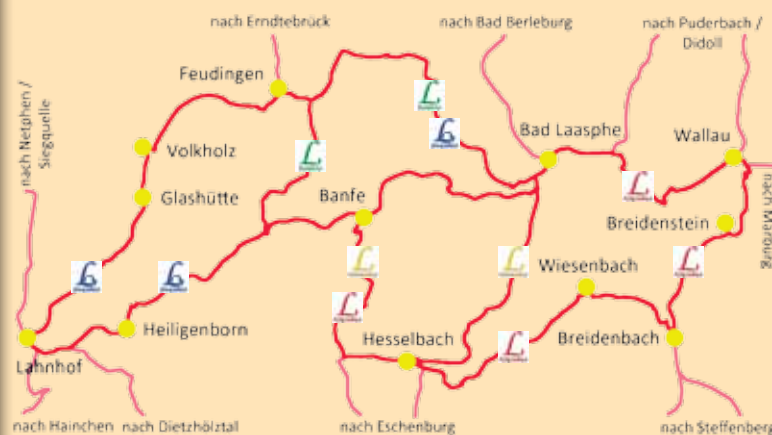 nach Erndtebrück
nach Bad Berleburg
nach Puderbach /
Didoll
Feudingen
nach Netphen /
Siegquelle
Volkholz
Bad Laasphe
Wallau
Glashütte
Banfe
nach Marburg
Breidenstein
Wiesenbach
Heiligenborn
Hesselbach
Breidenbach
Lahnhof
nach Hainchen
nach Dietzhölztal
nach Eschenburg
nach Steffenberg
L
L
L
L
L
L
L
L